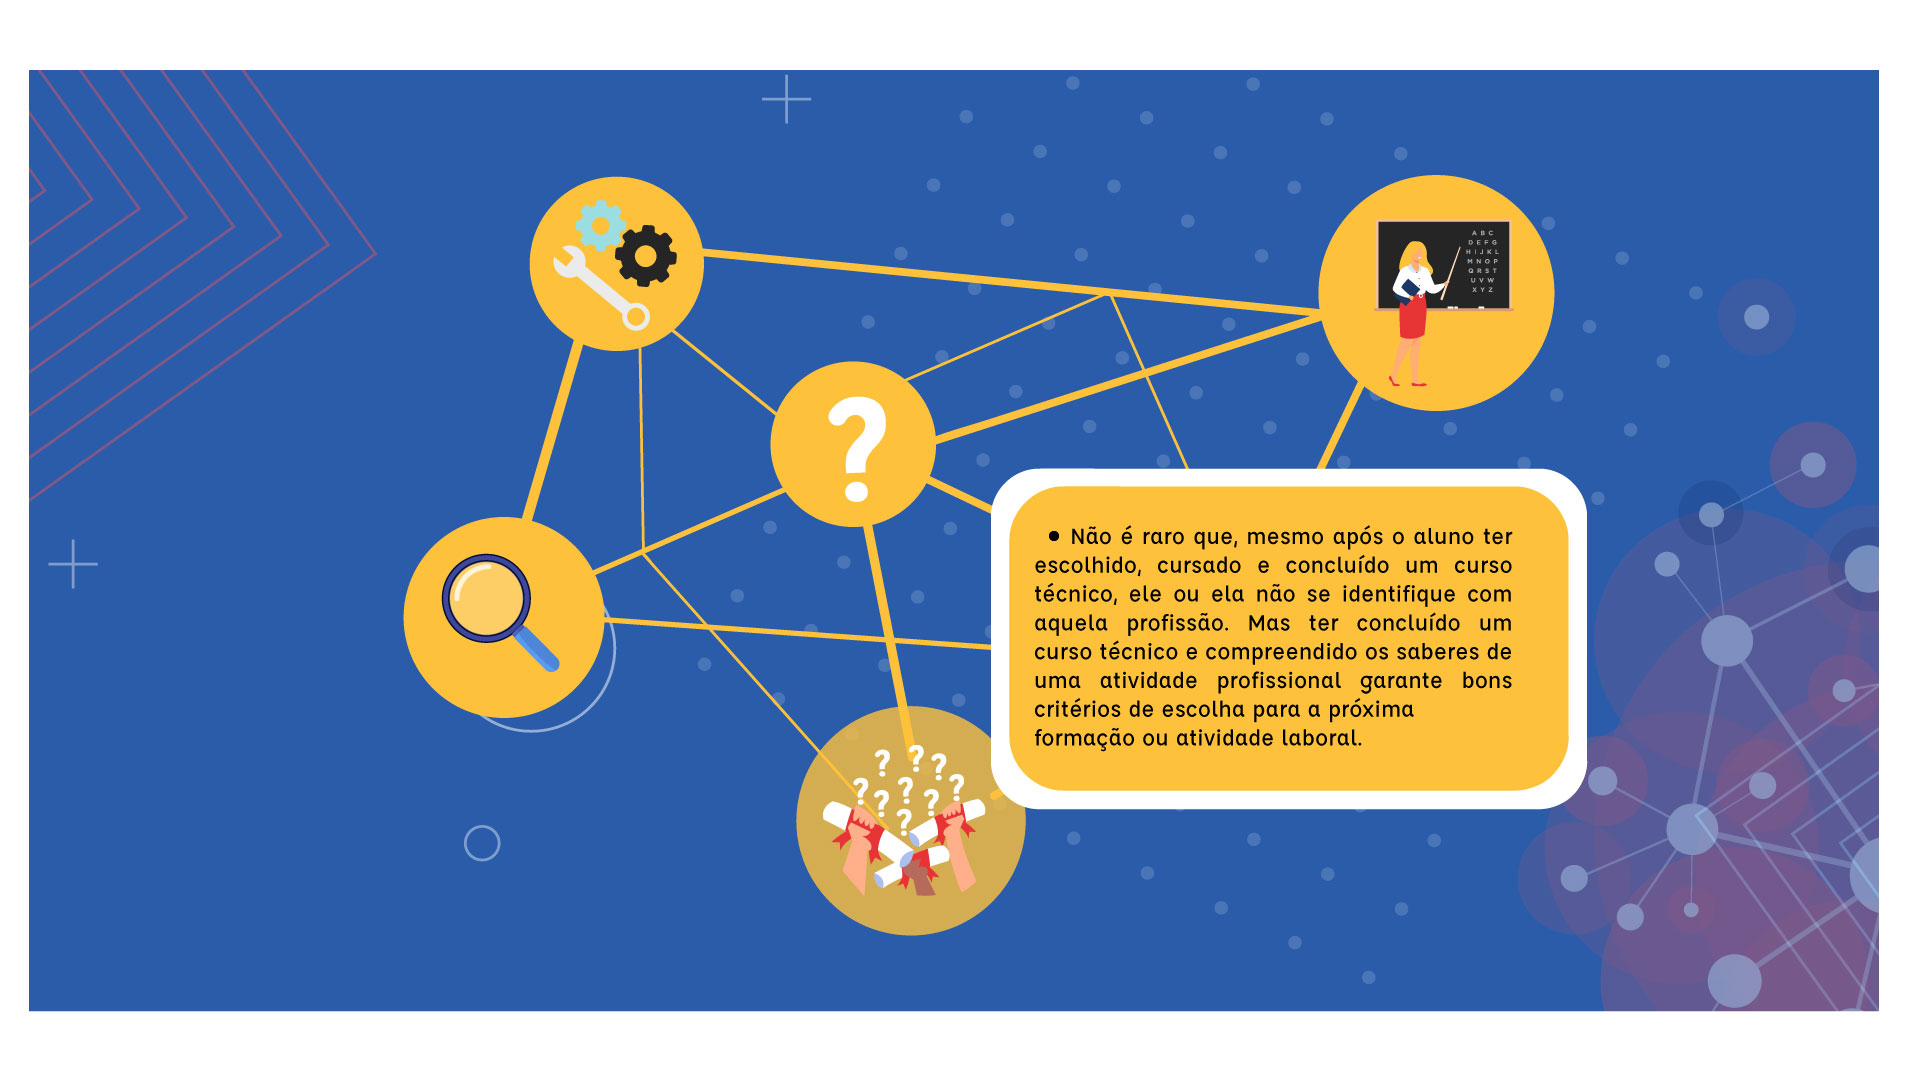 A B C
D E F G
H I J K L
M N O P
Q R S T
U V W
X Y Z
?
• Não é raro que, mesmo após o aluno ter
escolhido, cursado e concluído um curso
técnico, ele ou ela não se identifique com
aquela profissão. Mas ter concluído um
curso técnico e compreendido os saberes de
uma atividade profissional garante bons
critérios de escolha para a próxima
formação ou atividade laboral.
? ? ?
? ? ?
? ? ?